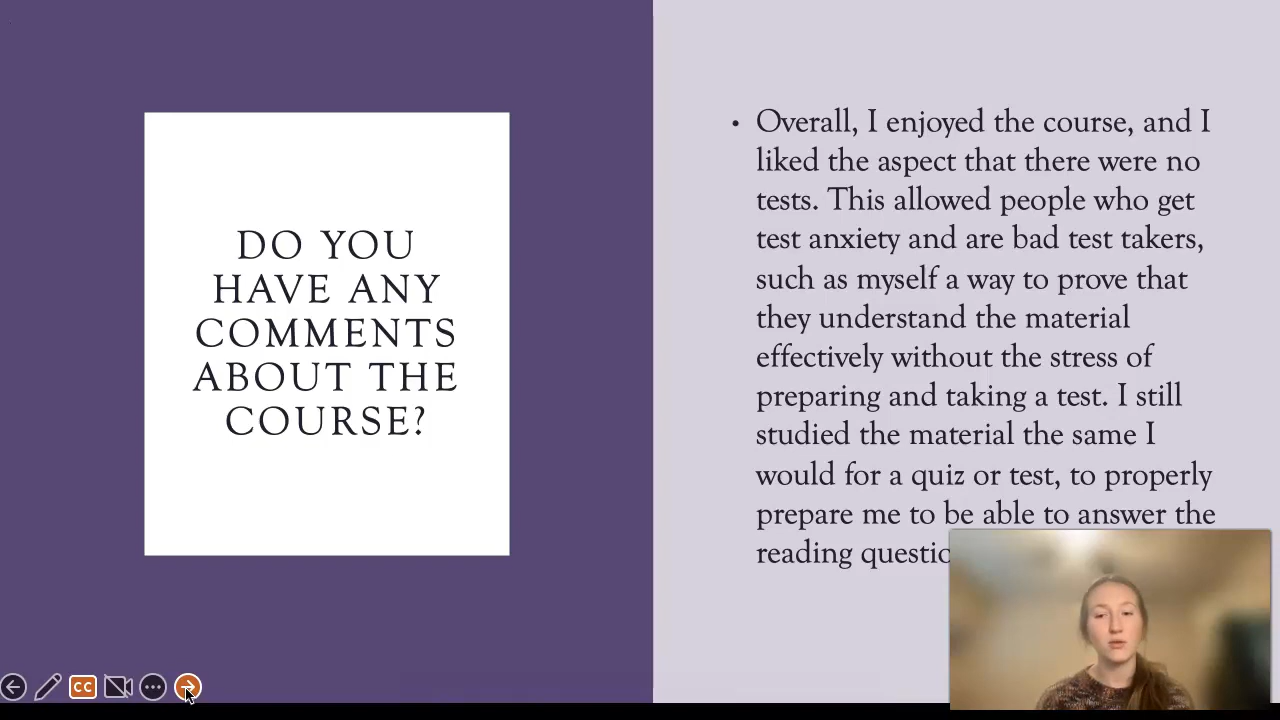 DO YOU
HAVE ANY
COMMENTS
ABOUT THE
COURSE?
• Overall, I enjoyed the course, and I
liked the aspect that there were no
tests. This allowed people who get
test anxiety and are bad test takers,
such as myself a way to prove that
they understand the material
effectively without the stress of
preparing and taking a test. I still
studied the material the same I
would for a quiz or test, to properly
prepare me to be able to answer the
reading
CC